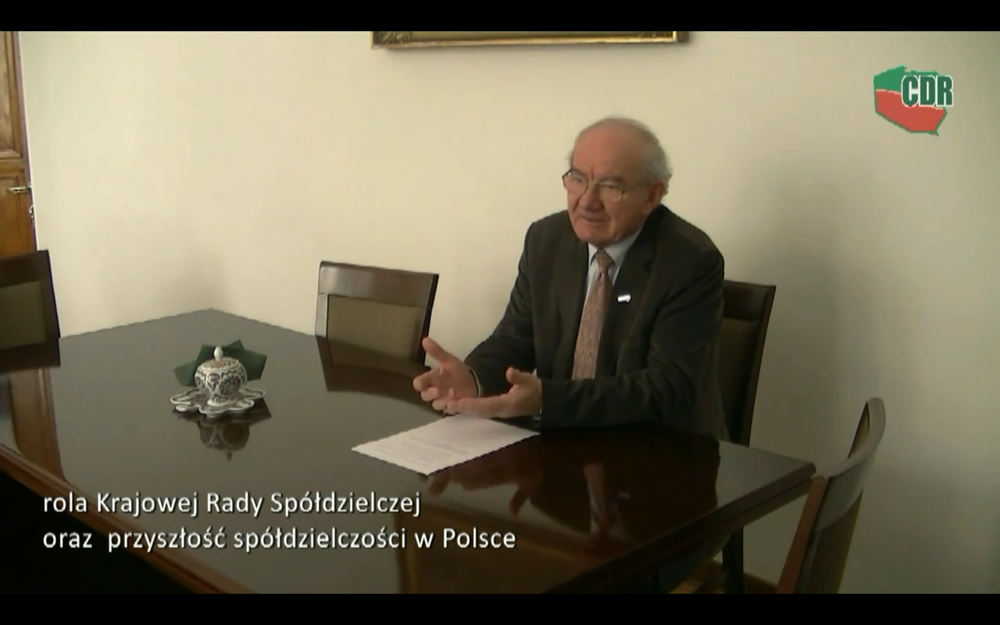 CDR
rola Krajowej Rady Spółdzielczej
oraz przyszłość spółdzielczości w Polsce